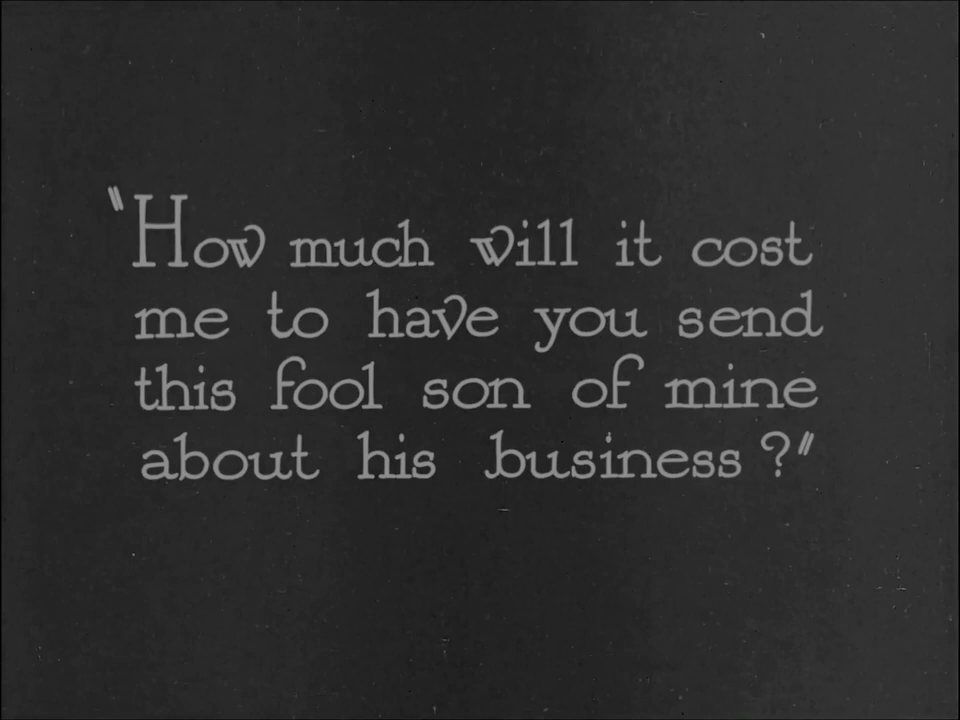 "How much will it cost
me to have you send
this fool son of mine
about his business?"